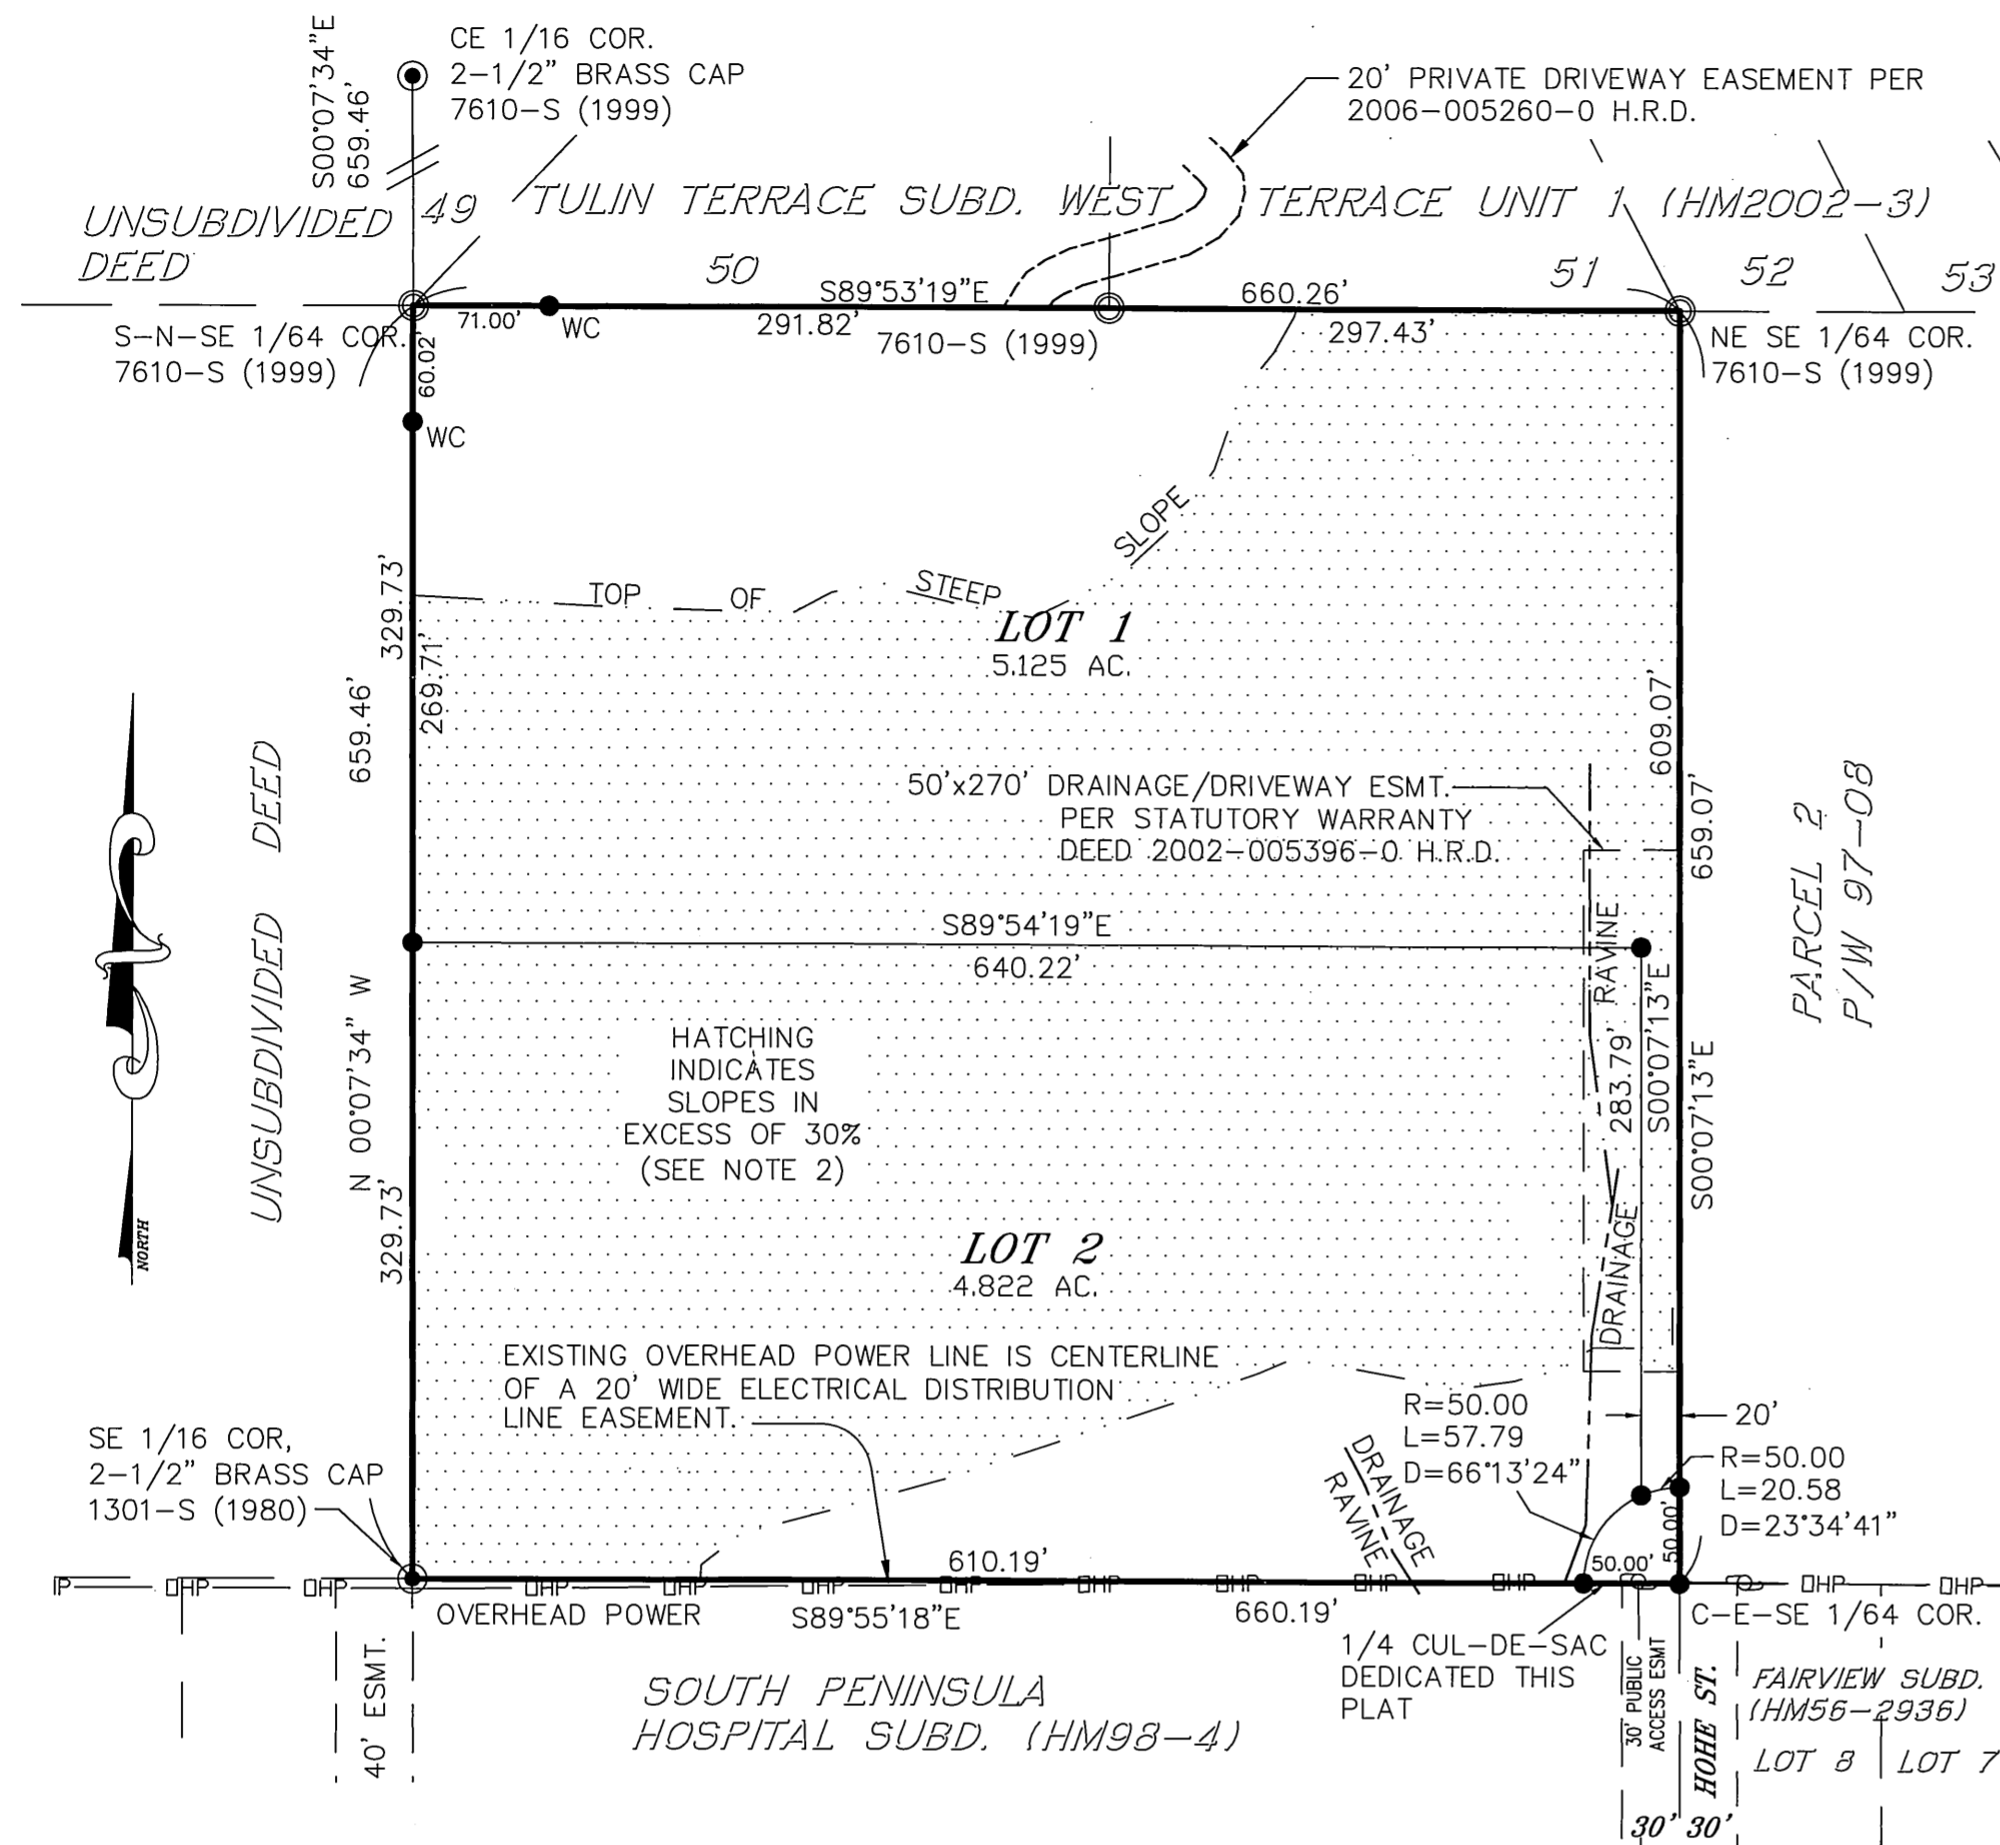 S00°07'34"E
659.46'
CE 1/16 COR.
2-1/2" BRASS CAP
7610-S (1999)
20' PRIVATE DRIVEWAY EASEMENT PER
2006-005260-0 H.R.D.
UNSUBDIVIDED
DEED
49
TULIN TERRACE SUBD. WEST TERRACE UNIT 1 (HM2002-3)
50
51
52
53
S89°53'19"E
660.26'
71.00'
WC
291.82'
7610-S (1999)
297.43'
S-N-SE 1/64 COR.
7610-S (1999)
60.02'
WC
NE SE 1/64 COR.
7610-S (1999)
TOP OF STEEP SLOPE
LOT 1
5.125 AC.
329.73'
269.71'
659.46'
N 00°07'34" W
329.73'
UNSUBDIVIDED DEED
NORTH
609.07'
659.07'
S00°07'13"E
PARCEL 2
P/W 97-08
50'x270' DRAINAGE/DRIVEWAY ESMT.
PER STATUTORY WARRANTY
DEED 2002-005396-0 H.R.D.
S89°54'19"E
640.22'
DRAINAGE RAVINE
283.79'
S00°07'13"E
HATCHING
INDICATES
SLOPES IN
EXCESS OF 30%
(SEE NOTE 2)
LOT 2
4.822 AC.
EXISTING OVERHEAD POWER LINE IS CENTERLINE
OF A 20' WIDE ELECTRICAL DISTRIBUTION
LINE EASEMENT.
R=50.00
L=57.79
D=66°13'24"
20'
R=50.00
L=20.58
D=23°34'41"
DRAINAGE
RAVINE
SE 1/16 COR,
2-1/2" BRASS CAP
1301-S (1980)
610.19'
50.00'
50.00'
P OHP OHP OHP OHP OHP OHP OHP OHP OHP OHP OHP OHP
OVERHEAD POWER
S89°55'18"E
660.19'
C-E-SE 1/64 COR.
1/4 CUL-DE-SAC
DEDICATED THIS
PLAT
40' ESMT.
SOUTH PENINSULA
HOSPITAL SUBD. (HM98-4)
30' PUBLIC
ACCESS ESMT
HOHE ST.
FAIRVIEW SUBD.
(HM56-2936)
LOT 8
LOT 7
30' 30'